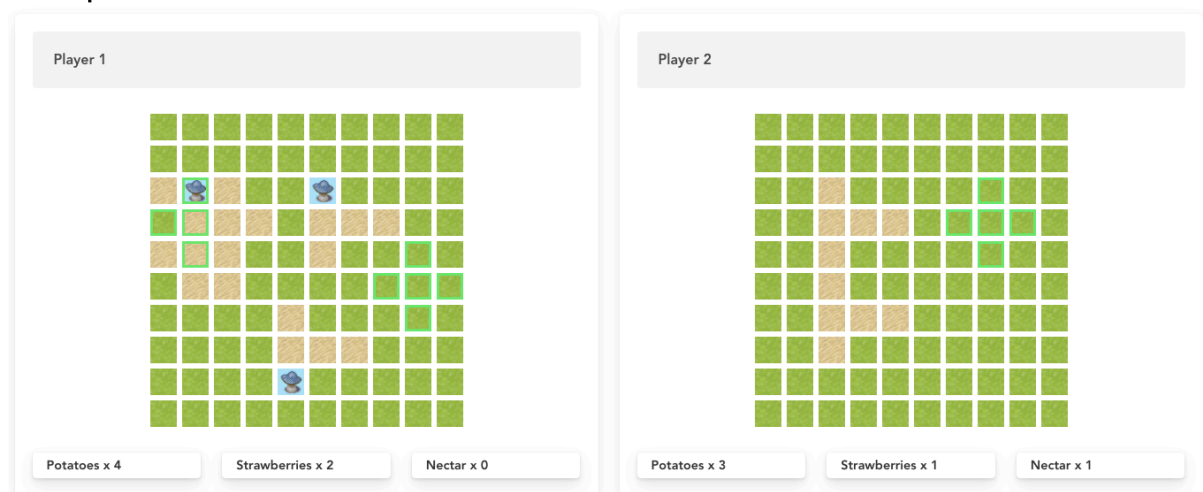 Player 1
Player 2
Potatoes x 4
Strawberries x 2
Nectar x 0
Potatoes x 3
Strawberries x 1
Nectar x 1